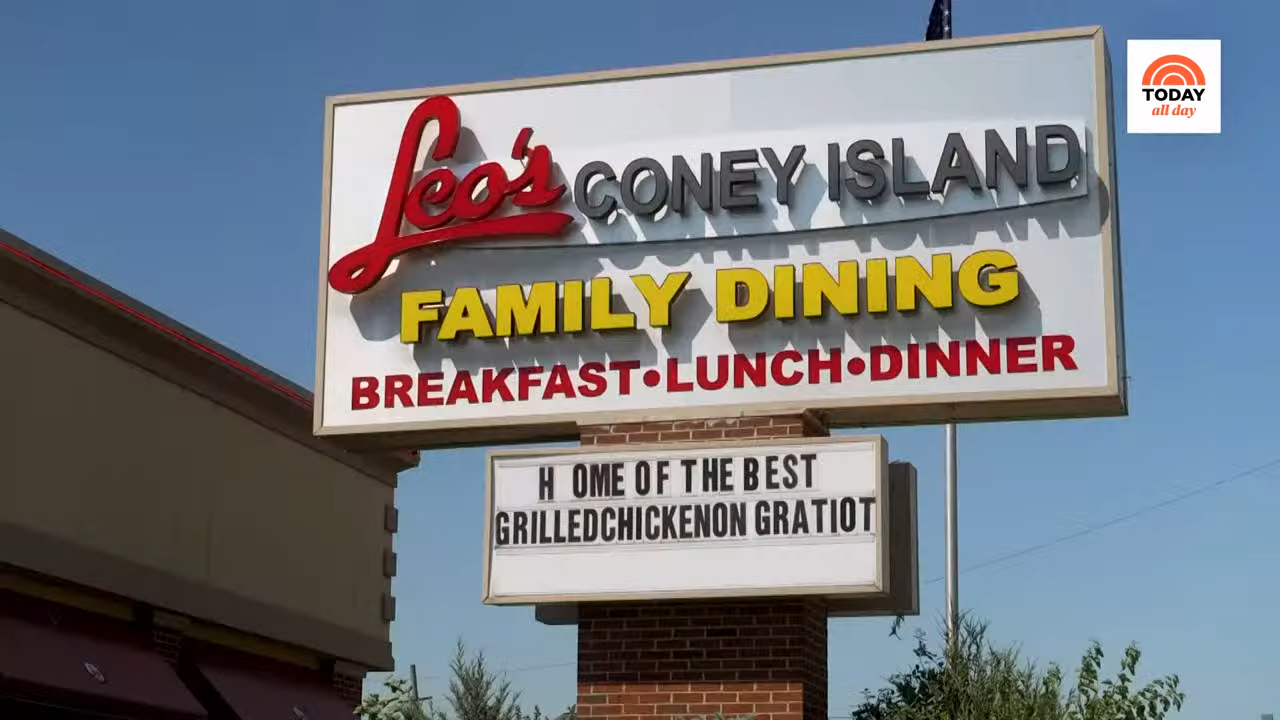 Leo's CONEY ISLAND
FAMILY DINING
BREAKFAST•LUNCH•DINNER
H OME OF THE BEST
GRILLEDCHICKENON GRATIOT
TODAY
all day